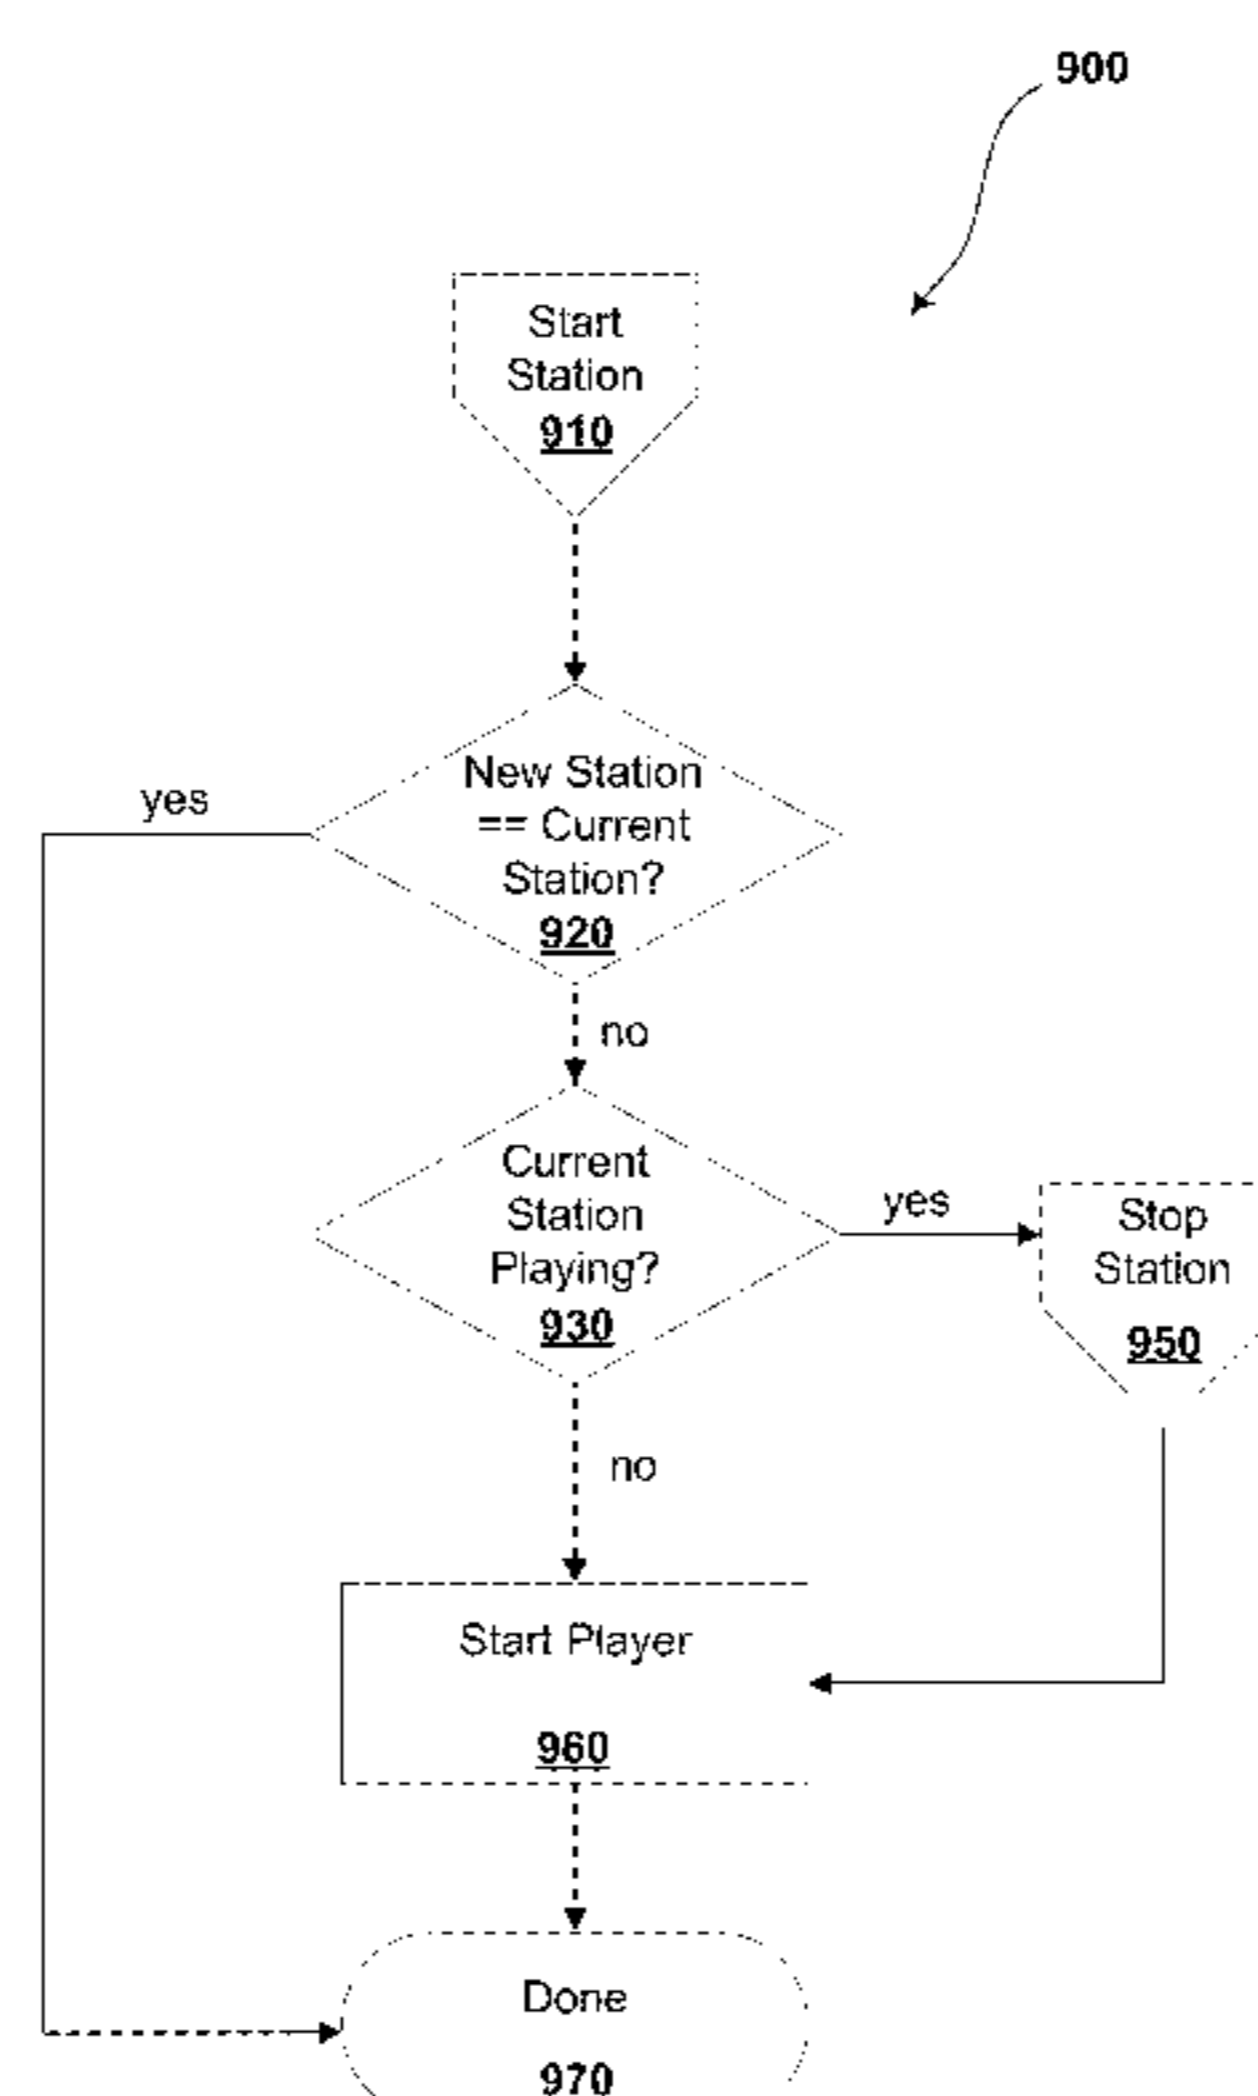 900
Start
Station
910
New Station
== Current
Station?
920
yes
no
Current
Station
Playing?
930
yes
Stop
Station
950
no
Start Player
960
Done
970